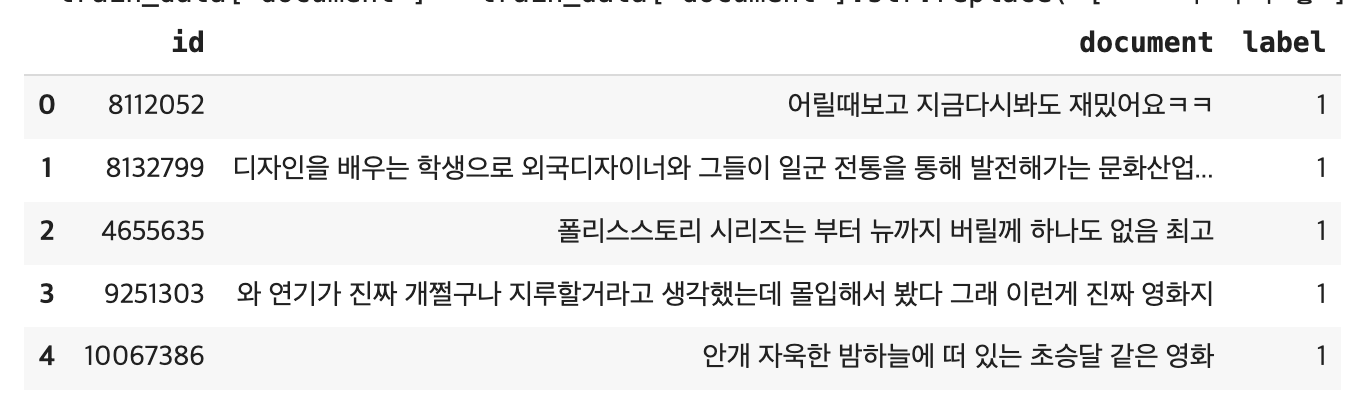 id document label
0 8112052 어릴때보고 지금다시봐도 재밌어요ㅋㅋ 1
1 8132799 디자인을 배우는 학생으로 외국디자이너와 그들이 일군 전통을 통해 발전해가는 문화산업... 1
2 4655635 폴리스스토리 시리즈는 부터 뉴까지 버릴께 하나도 없음 최고 1
3 9251303 와 연기가 진짜 개쩔구나 지루할거라고 생각했는데 몰입해서 봤다 그래 이런게 진짜 영화지 1
4 10067386 안개 자욱한 밤하늘에 떠 있는 초승달 같은 영화 1